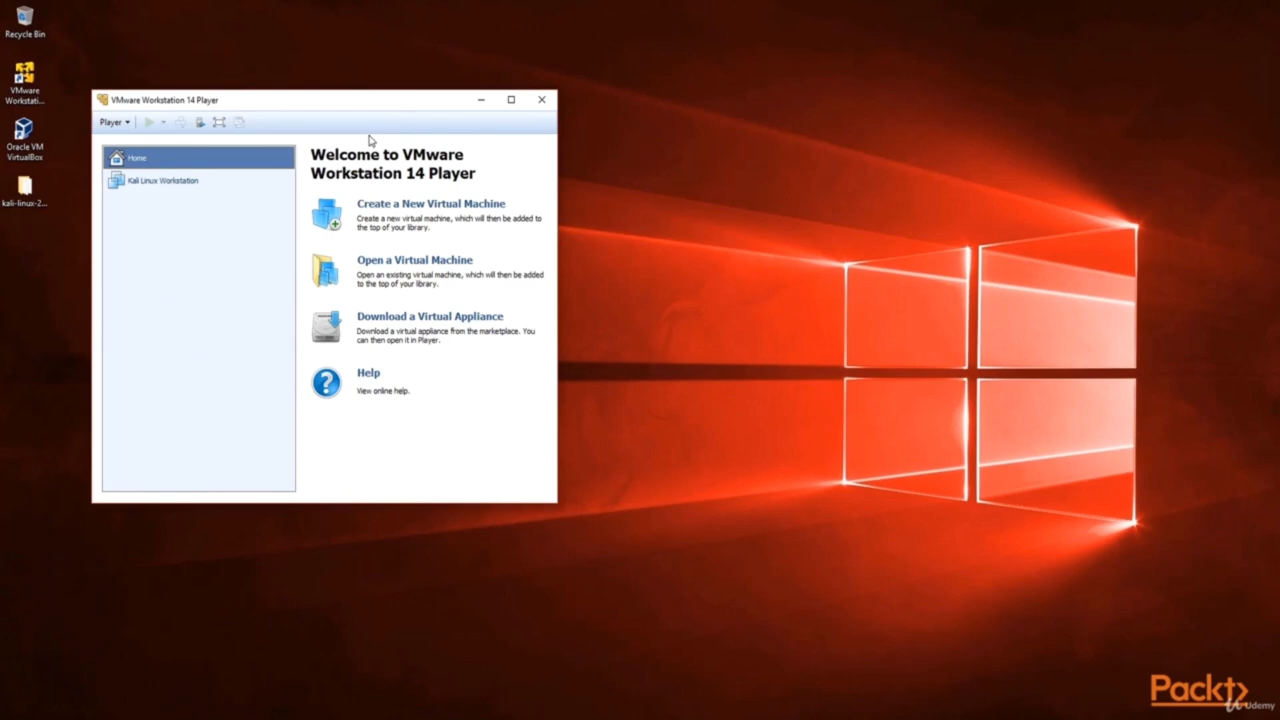 Recycle Bin
VMware
Workstati...
Oracle VM
VirtualBox
kali-linux-2...
VMware Workstation 14 Player
Player
Home
Kali Linux Workstation
Welcome to VMware
Workstation 14 Player
Create a New Virtual Machine
Create a new virtual machine, which will then be added to
the top of your library.
Open a Virtual Machine
Open an existing virtual machine, which will then be added
to the top of your library.
Download a Virtual Appliance
Download a virtual appliance from the marketplace. You
can then open it in Player.
?
Help
View online help.
Packt
Udemy